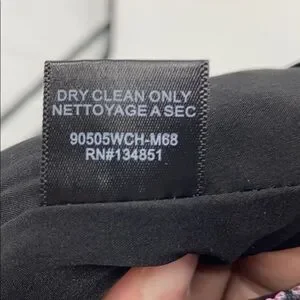 DRY CLEAN ONLY
NETTOYAGE A SEC
90505WCH-M68
RN#134851